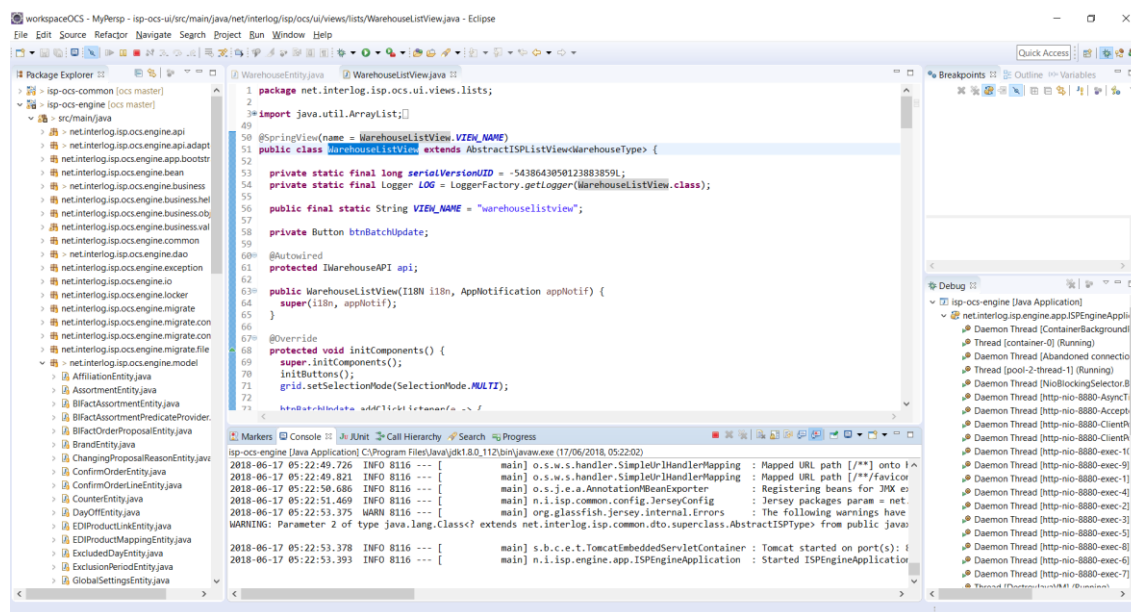 workspaceOCS - MyPersp - isp-ocs-ui/src/main/java/net/interlog/isp/ocs/ui/views/lists/WarehouseListView.java - Eclipse
File Edit Source Refactor Navigate Search Project Run Window Help
Quick Access
Package Explorer
> isp-ocs-common [ocs master]
> isp-ocs-engine [ocs master]
> src/main/java
> net.interlog.isp.ocs.engine.api
> net.interlog.isp.ocs.engine.api.adapt
net.interlog.isp.ocs.engine.app.bootstr
net.interlog.isp.ocs.engine.bean
> net.interlog.isp.ocs.engine.business
net.interlog.isp.ocs.engine.business.hel
net.interlog.isp.ocs.engine.business.obj
net.interlog.isp.ocs.engine.business.val
net.interlog.isp.ocs.engine.common
> net.interlog.isp.ocs.engine.dao
net.interlog.isp.ocs.engine.exception
net.interlog.isp.ocs.engine.io
net.interlog.isp.ocs.engine.locker
net.interlog.isp.ocs.engine.migrate
net.interlog.isp.ocs.engine.migrate.con
net.interlog.isp.ocs.engine.migrate.con
net.interlog.isp.ocs.engine.migrate.file
> net.interlog.isp.ocs.engine.model
AffiliationEntity.java
AssortmentEntity.java
BIFactAssortmentEntity.java
BIFactAssortmentPredicateProvider.
BIFactOrderProposalEntity.java
BrandEntity.java
ChangingProposalReasonEntity.java
ConfirmOrderEntity.java
ConfirmOrderLineEntity.java
CounterEntity.java
DayOffEntity.java
EDIProductLinkEntity.java
EDIProductMappingEntity.java
ExcludedDayEntity.java
ExclusionPeriodEntity.java
GlobalSettingsEntity.java
WarehouseEntity.java WarehouseListView.java
1 package net.interlog.isp.ocs.ui.views.lists;
2
3 import java.util.ArrayList;
49
50 @SpringView(name = WarehouseListView.VIEW_NAME)
51 public class WarehouseListView extends AbstractISPListView<WarehouseType> {
52
53 private static final long serialVersionUID = -5438643050123883859L;
54 private static final Logger LOG = LoggerFactory.getLogger(WarehouseListView.class);
55
56 public final static String VIEW_NAME = "warehouselistview";
57
58 private Button btnBatchUpdate;
59
60 @Autowired
61 protected IWarehouseAPI api;
62
63 public WarehouseListView(I18N i18n, AppNotification appNotif) {
64 super(i18n, appNotif);
65 }
66
67 @Override
68 protected void initComponents() {
69 super.initComponents();
70 initButtons();
71 grid.setSelectionMode(SelectionMode.MULTI);
72
73 btnBatchUpdate.addClickListener(e -> {
Markers Console JUnit Call Hierarchy Search Progress
isp-ocs-engine [Java Application] C:\Program Files\Java\jdk1.8.0_112\bin\javaw.exe (17/06/2018, 05:22:02)
2018-06-17 05:22:49.726 INFO 8116 --- [ main] o.s.w.s.handler.SimpleUrlHandlerMapping : Mapped URL path [/**] onto h
2018-06-17 05:22:49.821 INFO 8116 --- [ main] o.s.w.s.handler.SimpleUrlHandlerMapping : Mapped URL path [/**/favicor
2018-06-17 05:22:50.686 INFO 8116 --- [ main] o.s.j.e.a.AnnotationMBeanExporter : Registering beans for JMX ex
2018-06-17 05:22:51.469 INFO 8116 --- [ main] n.i.isp.common.config.JerseyConfig : Jersey packages param = net.
2018-06-17 05:22:53.375 WARN 8116 --- [ main] org.glassfish.jersey.internal.Errors : The following warnings have
WARNING: Parameter 2 of type java.lang.Class<? extends net.interlog.isp.common.dto.superclass.AbstractISPType> from public javax
2018-06-17 05:22:53.378 INFO 8116 --- [ main] s.b.c.e.t.TomcatEmbeddedServletContainer : Tomcat started on port(s): 8
2018-06-17 05:22:53.393 INFO 8116 --- [ main] n.i.isp.engine.app.ISPEngineApplication : Started ISPEngineApplication
Breakpoints Outline Variables
Debug
isp-ocs-engine [Java Application]
net.interlog.isp.engine.app.ISPEngineAppli
Daemon Thread [ContainerBackgroundl
Thread [container-0] (Running)
Daemon Thread [Abandoned connectio
Thread [pool-2-thread-1] (Running)
Daemon Thread [NioBlockingSelector.B
Daemon Thread [http-nio-8880-AsyncTi
Daemon Thread [http-nio-8880-Accept
Daemon Thread [http-nio-8880-ClientP
Daemon Thread [http-nio-8880-ClientP
Daemon Thread [http-nio-8880-exec-10
Daemon Thread [http-nio-8880-exec-9]
Daemon Thread [http-nio-8880-exec-1]
Daemon Thread [http-nio-8880-exec-4]
Daemon Thread [http-nio-8880-exec-2]
Daemon Thread [http-nio-8880-exec-3]
Daemon Thread [http-nio-8880-exec-5]
Daemon Thread [http-nio-8880-exec-8]
Daemon Thread [http-nio-8880-exec-6]
Daemon Thread [http-nio-8880-exec-7]
Thread [DestroyJavaVM] (Running)